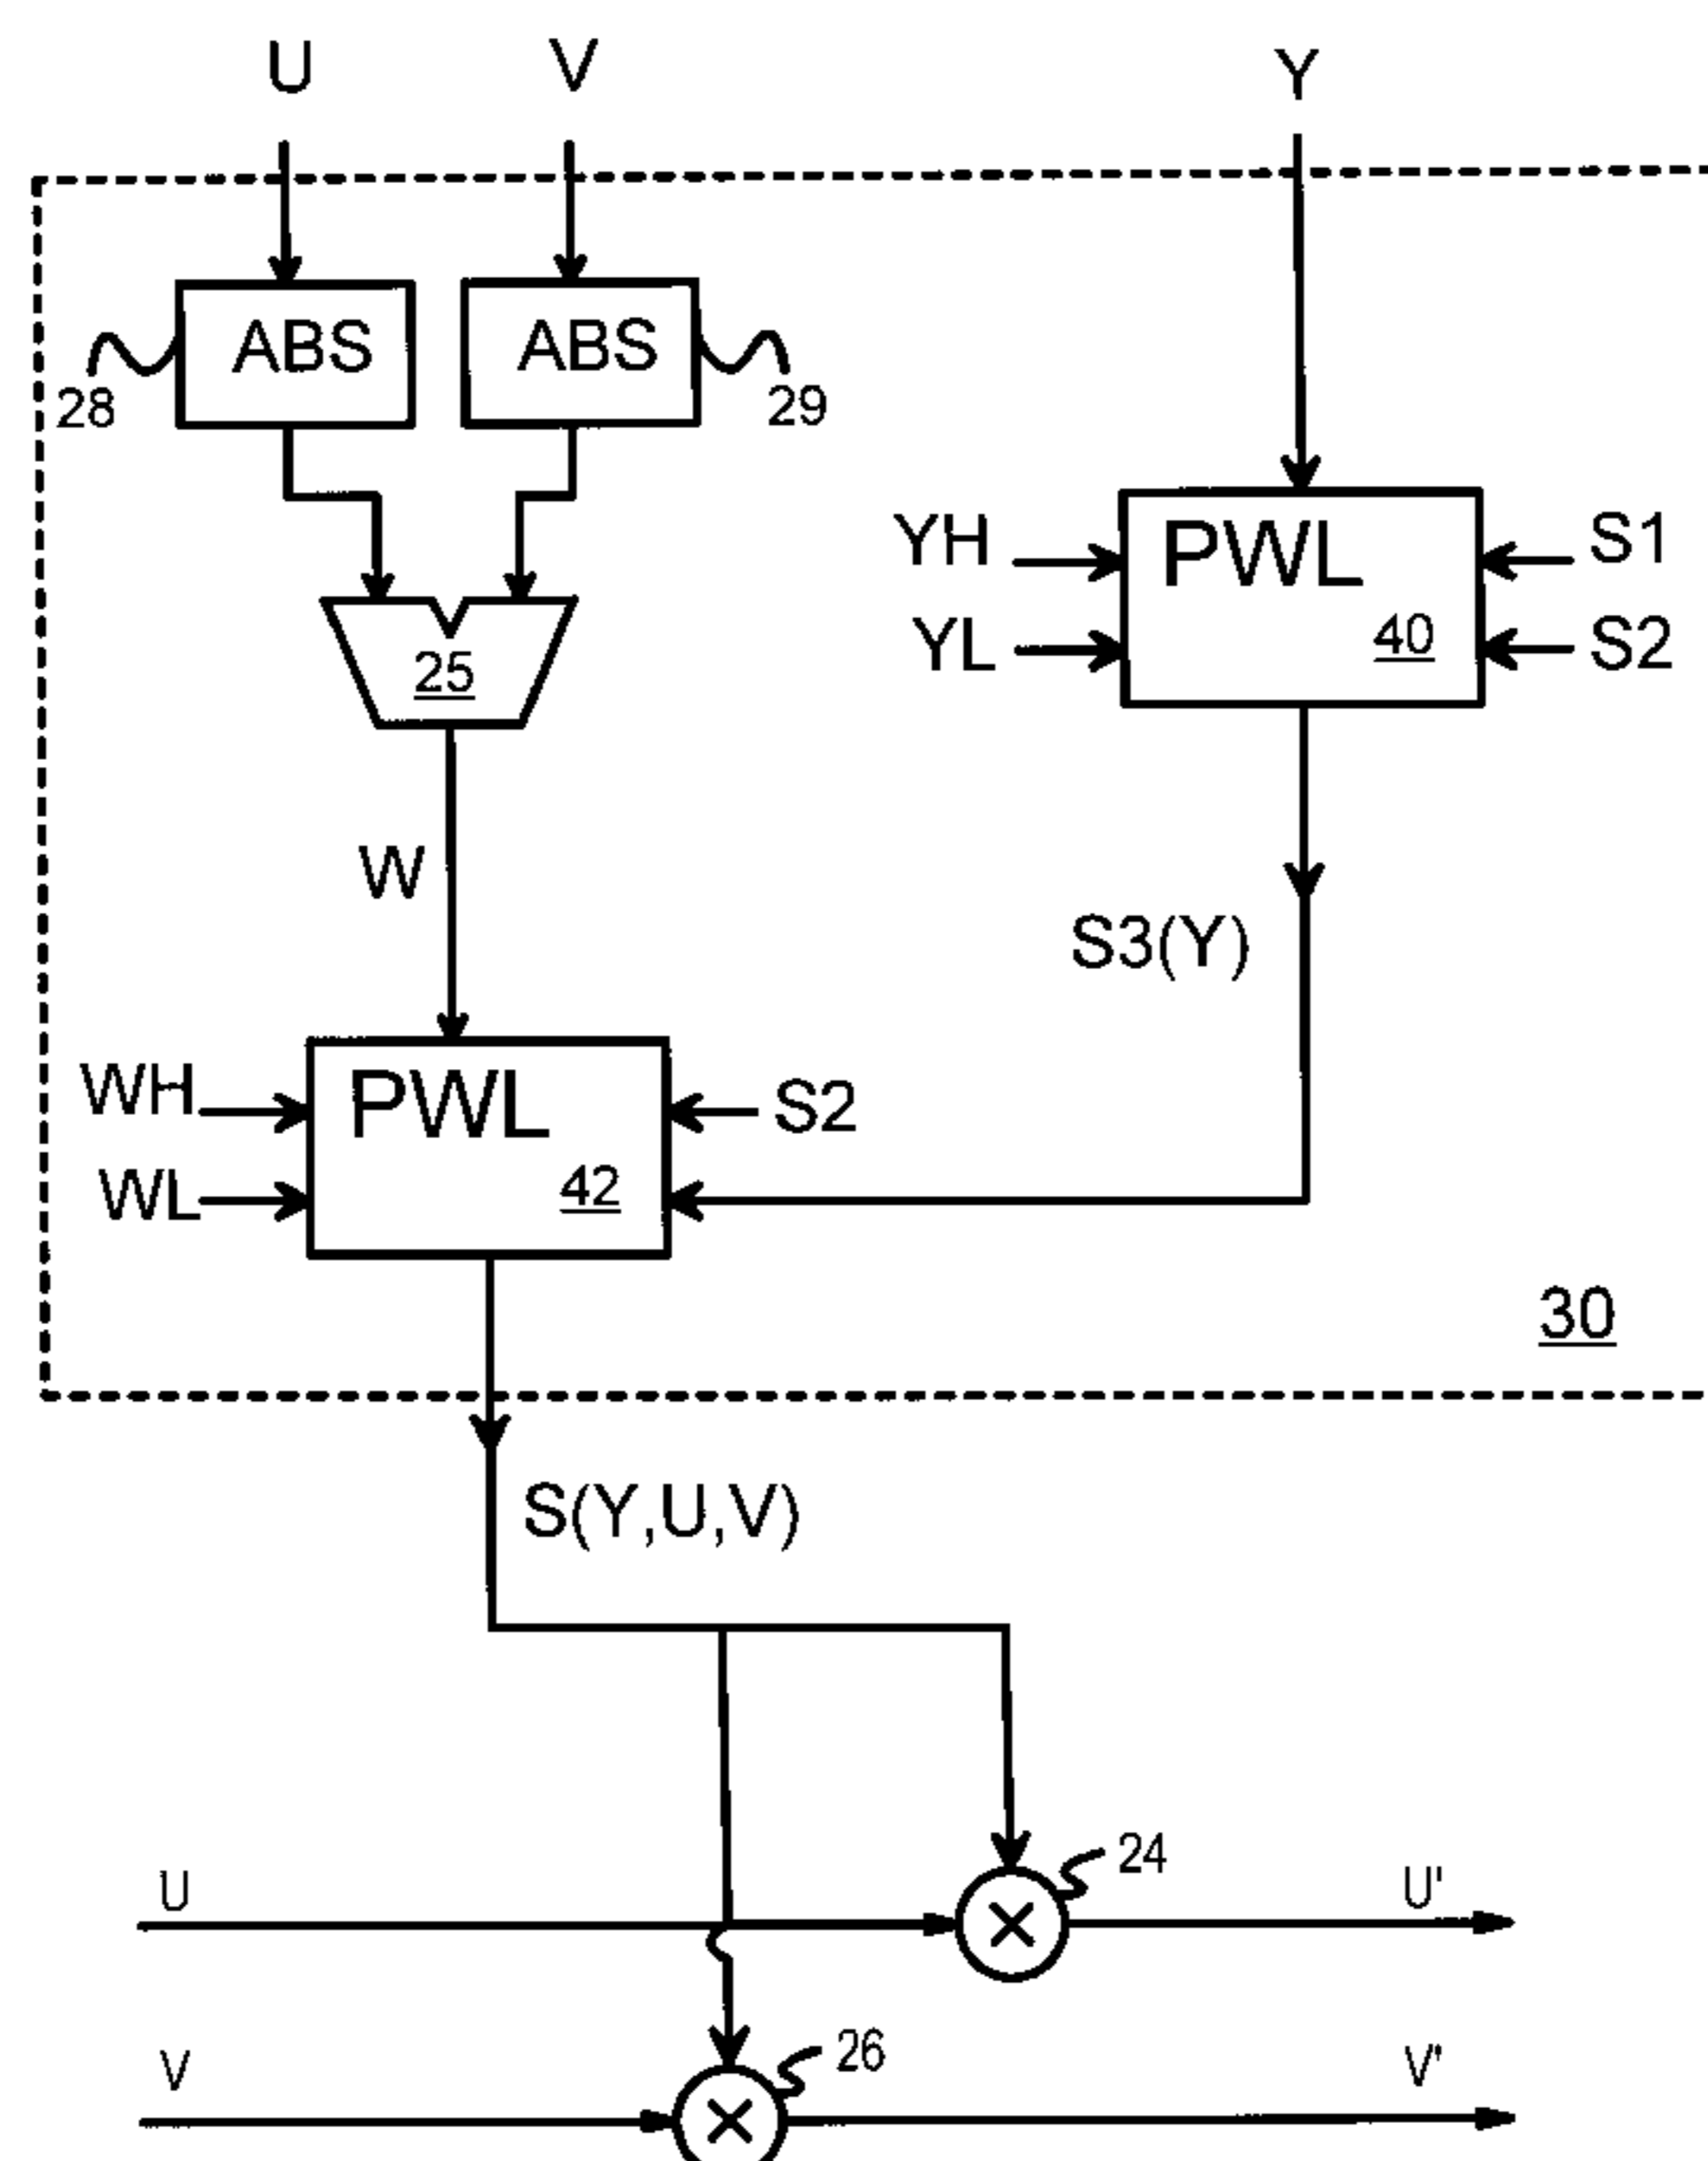 U V Y
ABS ABS
28 29
YH PWL S1
YL 40 S2
25
W
S3(Y)
WH PWL S2
WL 42
30
S(Y,U,V)
24
U U'
26
V V'